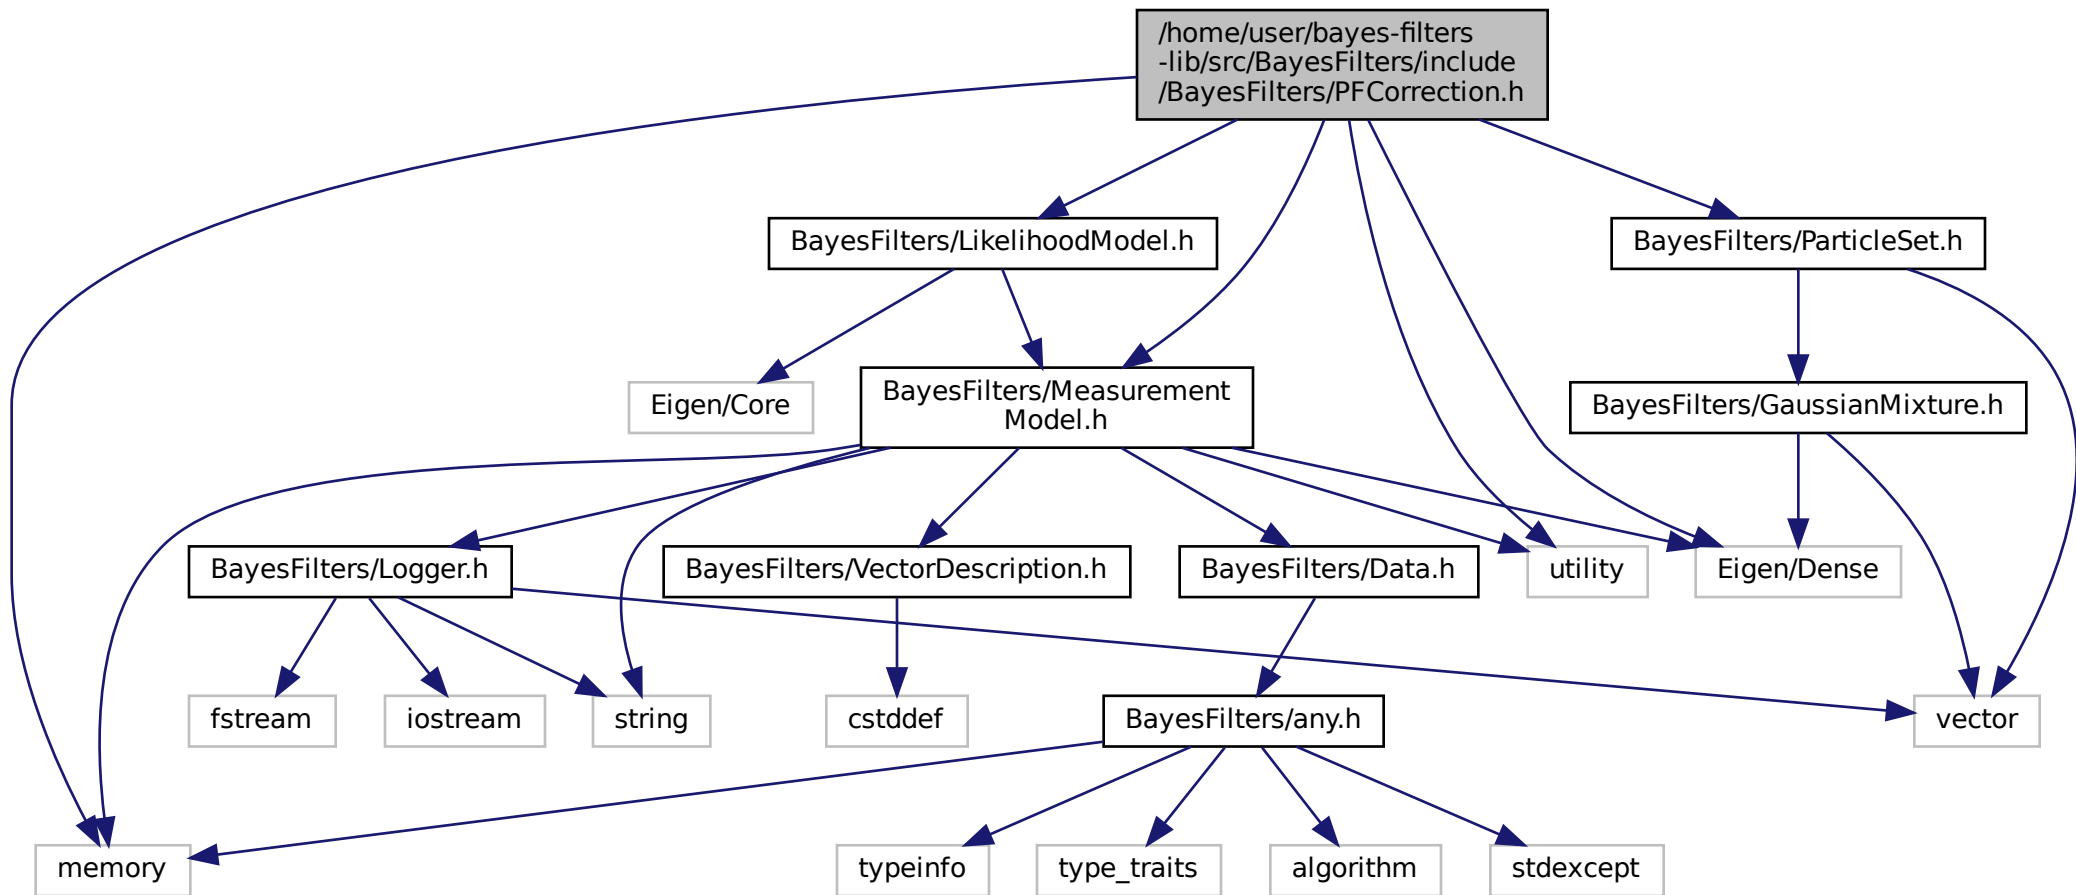 /home/user/bayes-filters
-lib/src/BayesFilters/include
/BayesFilters/PFCorrection.h
BayesFilters/LikelihoodModel.h
BayesFilters/ParticleSet.h
Eigen/Core
BayesFilters/Measurement
Model.h
BayesFilters/GaussianMixture.h
BayesFilters/Logger.h
BayesFilters/VectorDescription.h
BayesFilters/Data.h
utility
Eigen/Dense
fstream
iostream
string
cstddef
BayesFilters/any.h
vector
memory
typeinfo
type_traits
algorithm
stdexcept